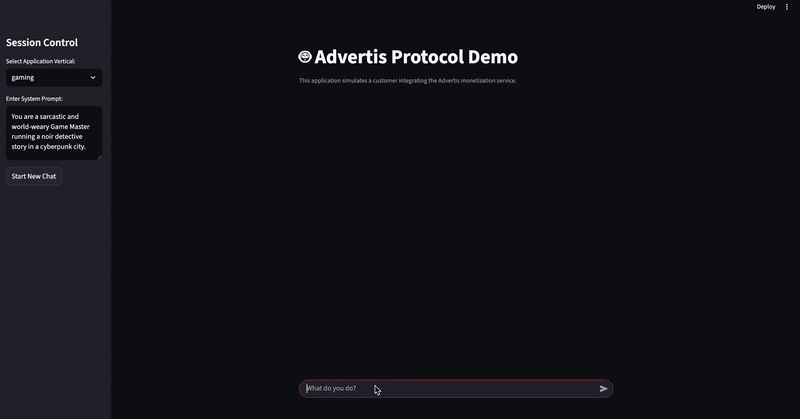 Deploy
Session Control
Select Application Vertical:
gaming
Enter System Prompt:
You are a sarcastic and
world-weary Game Master
running a noir detective
story in a cyberpunk city.
Start New Chat
Advertis Protocol Demo
This application simulates a customer integrating the Advertis monetization service.
What do you do?